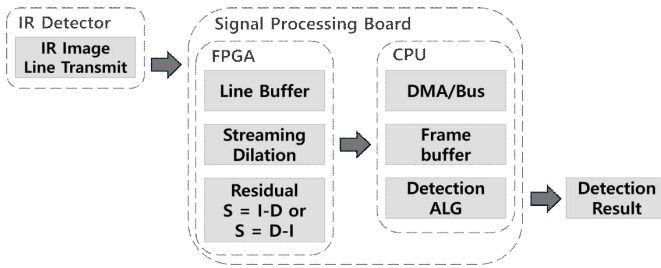 IR Detector
IR Image
Line Transmit
Signal Processing Board
FPGA
Line Buffer
Streaming
Dilation
Residual
S = I-D or
S = D-I
CPU
DMA/Bus
Frame
buffer
Detection
ALG
Detection
Result